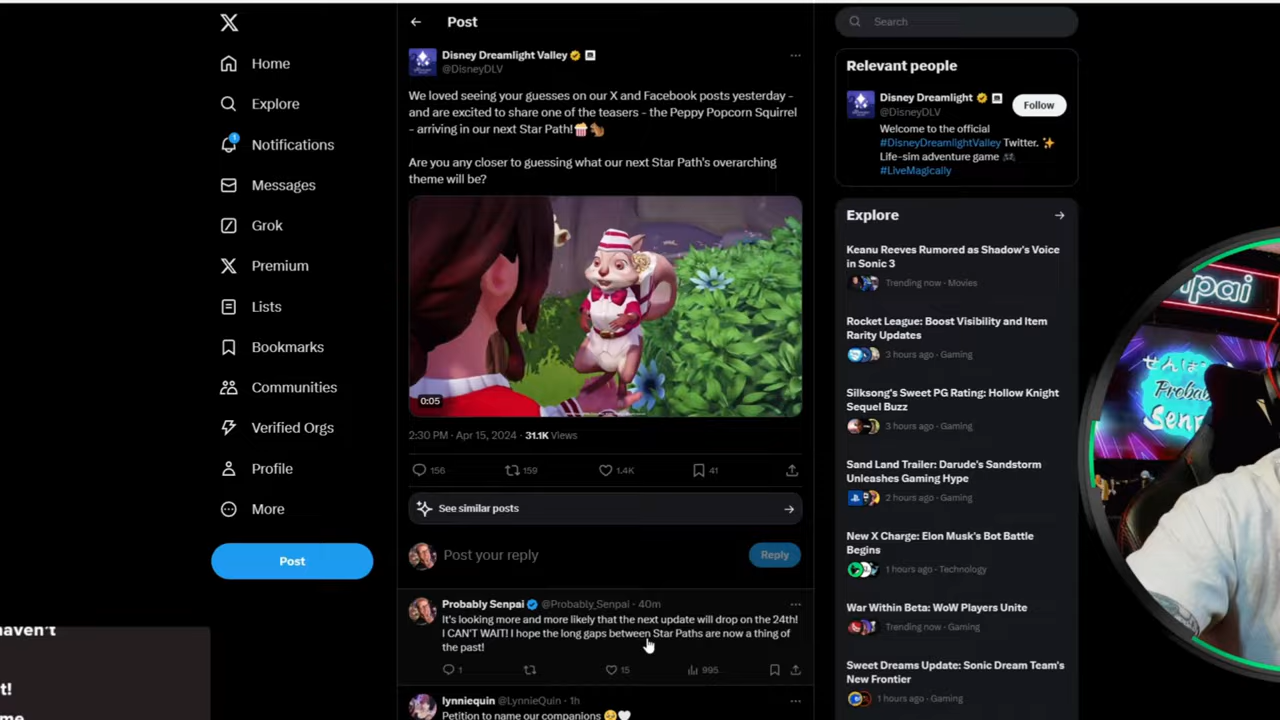 Home
Explore
1
Notifications
Messages
Grok
Premium
Lists
Bookmarks
Communities
Verified Orgs
Profile
More
Post
Post
Disney Dreamlight Valley
@DisneyDLV
We loved seeing your guesses on our X and Facebook posts yesterday -
and are excited to share one of the teasers - the Peppy Popcorn Squirrel
- arriving in our next Star Path!🍿🐿️
Are you any closer to guessing what our next Star Path's overarching
theme will be?
0:05
2:30 PM · Apr 15, 2024 · 31.1K Views
156 159 1.4K 41
See similar posts
Post your reply
Reply
Probably Senpai @Probably_Senpai · 40m
It's looking more and more likely that the next update will drop on the 24th!
I CAN'T WAIT! I hope the long gaps between Star Paths are now a thing of
the past!
1 15 995
lynniequin @LynnieQuin · 1h
Petition to name our companions 🥺🤍
Search
Relevant people
Disney Dreamlight
@DisneyDLV
Follow
Welcome to the official
#DisneyDreamlightValley Twitter. ✨
Life-sim adventure game 🎮
#LiveMagically
Explore
Keanu Reeves Rumored as Shadow's Voice
in Sonic 3
Trending now · Movies
Rocket League: Boost Visibility and Item
Rarity Updates
3 hours ago · Gaming
Silksong's Sweet PG Rating: Hollow Knight
Sequel Buzz
3 hours ago · Gaming
Sand Land Trailer: Darude's Sandstorm
Unleashes Gaming Hype
2 hours ago · Gaming
New X Charge: Elon Musk's Bot Battle
Begins
1 hours ago · Technology
War Within Beta: WoW Players Unite
Trending now · Gaming
Sweet Dreams Update: Sonic Dream Team's
New Frontier
1 hours ago · Gaming
npai
せんぱい
Probably
Senp
haven't
t!
me